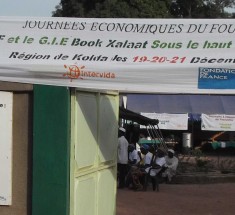 JOURNEES ECONOMIQUES DU FOU
et le G.I.E Book Xalaat Sous le haut
Région de Kolda les 19-20-21 Décem
intervida
FONDATION
DE
FRANCE